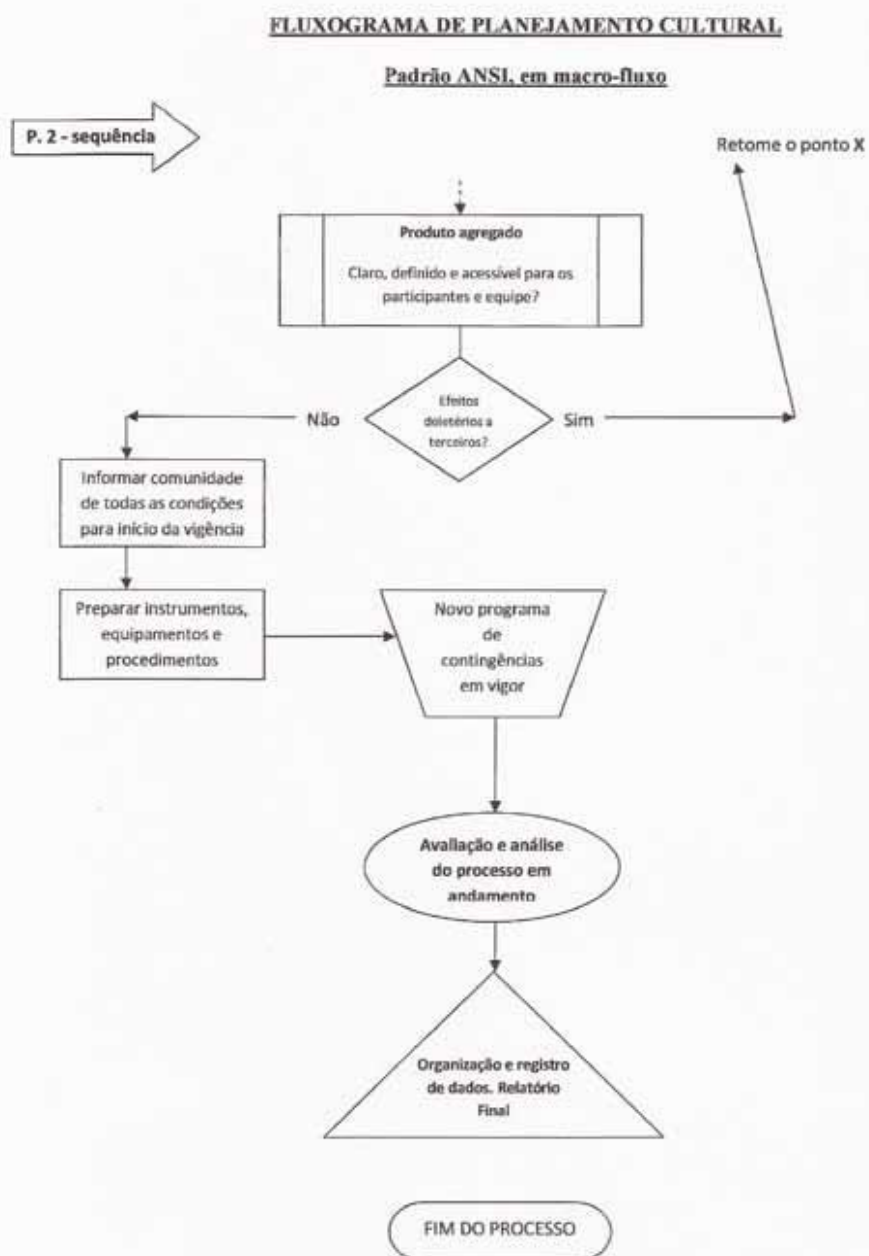 FLUXOGRAMA DE PLANEJAMENTO CULTURAL
Padrão ANSI, em macro-fluxo
P. 2 - sequência
Retome o ponto X
Produto agregado
Claro, definido e acessível para os
participantes e equipe?
Efeitos
deletérios a
terceiros?
Não
Sim
Informar comunidade
de todas as condições
para início da vigência
Preparar instrumentos,
equipamentos e
procedimentos
Novo programa
de
contingências
em vigor
Avaliação e análise
do processo em
andamento
Organização e registro
de dados. Relatório
Final
FIM DO PROCESSO